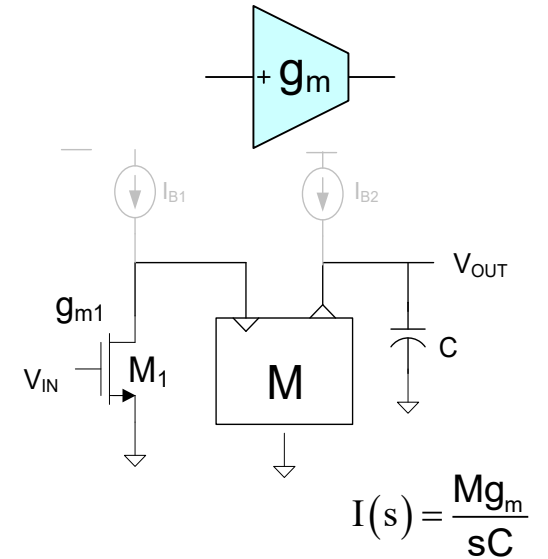 + gm
IB1 IB2
VOUT
gm1
VIN M1 M C
I(s) = Mgm / sC